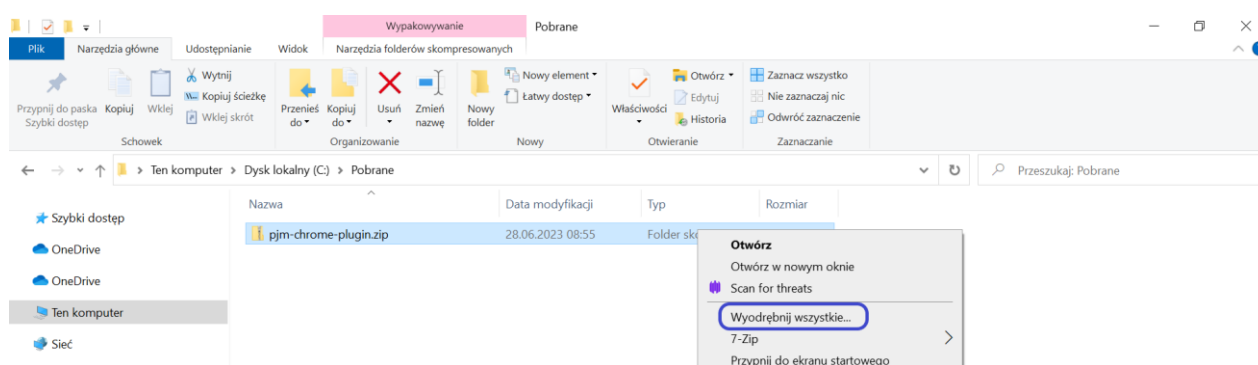 Wypakowywanie Pobrane
Plik Narzędzia główne Udostępnianie Widok Narzędzia folderów skompresowanych
Przypnij do paska Szybki dostęp
Kopiuj
Wklej
Wytnij
Kopiuj ścieżkę
Wklej skrót
Schowek
Przenieś do
Kopiuj do
Usuń
Zmień nazwę
Organizowanie
Nowy folder
Nowy element
Łatwy dostęp
Nowy
Właściwości
Otwórz
Edytuj
Historia
Otwieranie
Zaznacz wszystko
Nie zaznaczaj nic
Odwróć zaznaczenie
Zaznaczanie
Ten komputer > Dysk lokalny (C:) > Pobrane
Przeszukaj: Pobrane
Szybki dostęp
OneDrive
OneDrive
Ten komputer
Sieć
Nazwa Data modyfikacji Typ Rozmiar
pjm-chrome-plugin.zip 28.06.2023 08:55 Folder
Otwórz
Otwórz w nowym oknie
Scan for threats
Wyodrębnij wszystkie...
7-Zip
Przypnij do ekranu startowego